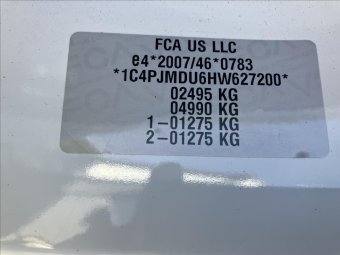 FCA US LLC
e4*2007/46*0783
*1C4PJMDU6HW627200*
02495 KG
04990 KG
1-01275 KG
2-01275 KG